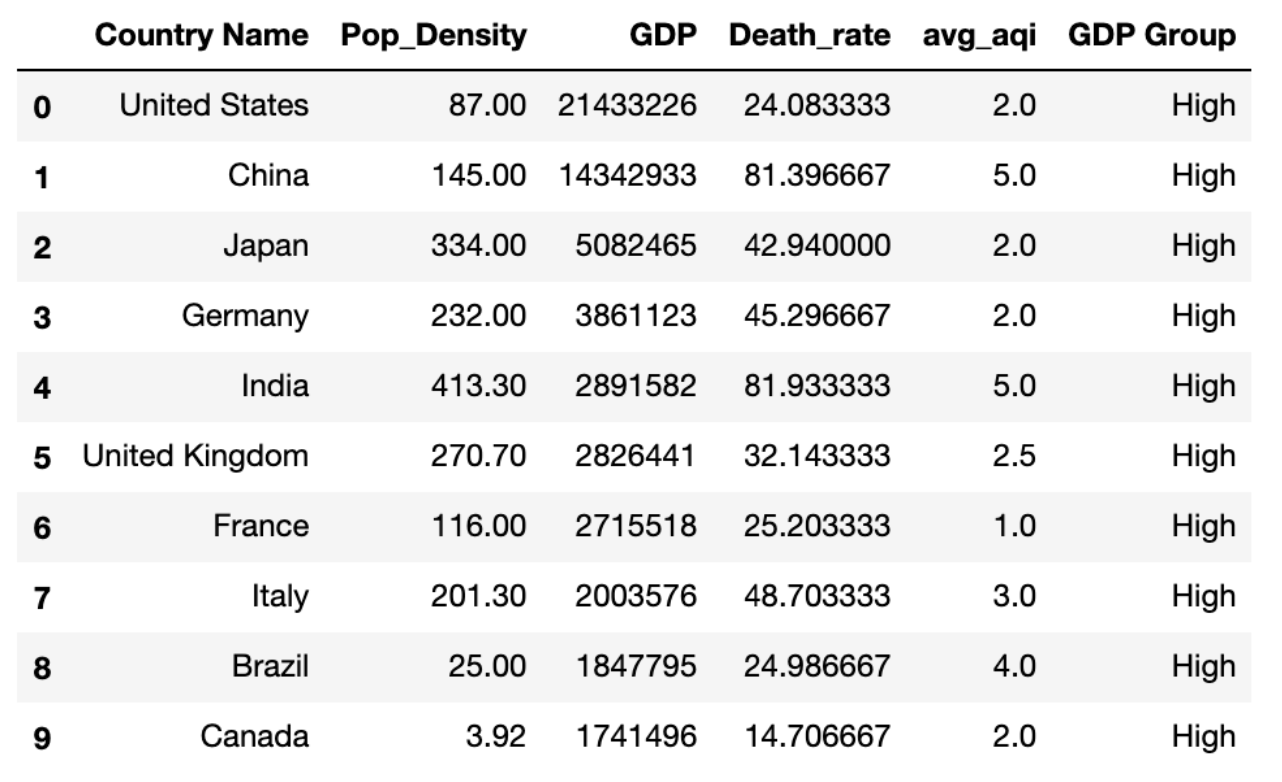 Country Name Pop_Density GDP Death_rate avg_aqi GDP Group
0 United States 87.00 21433226 24.083333 2.0 High
1 China 145.00 14342933 81.396667 5.0 High
2 Japan 334.00 5082465 42.940000 2.0 High
3 Germany 232.00 3861123 45.296667 2.0 High
4 India 413.30 2891582 81.933333 5.0 High
5 United Kingdom 270.70 2826441 32.143333 2.5 High
6 France 116.00 2715518 25.203333 1.0 High
7 Italy 201.30 2003576 48.703333 3.0 High
8 Brazil 25.00 1847795 24.986667 4.0 High
9 Canada 3.92 1741496 14.706667 2.0 High